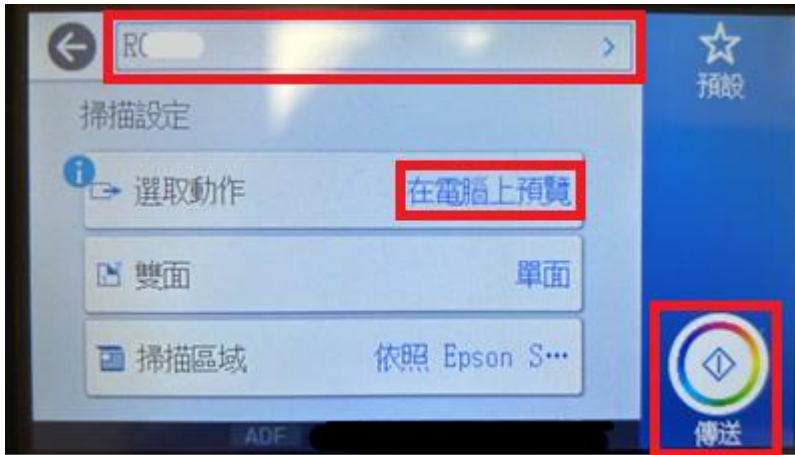 預設
掃描設定
選取動作 在電腦上預覽
雙面 單面
掃描區域 依照 Epson S…
ADF
傳送